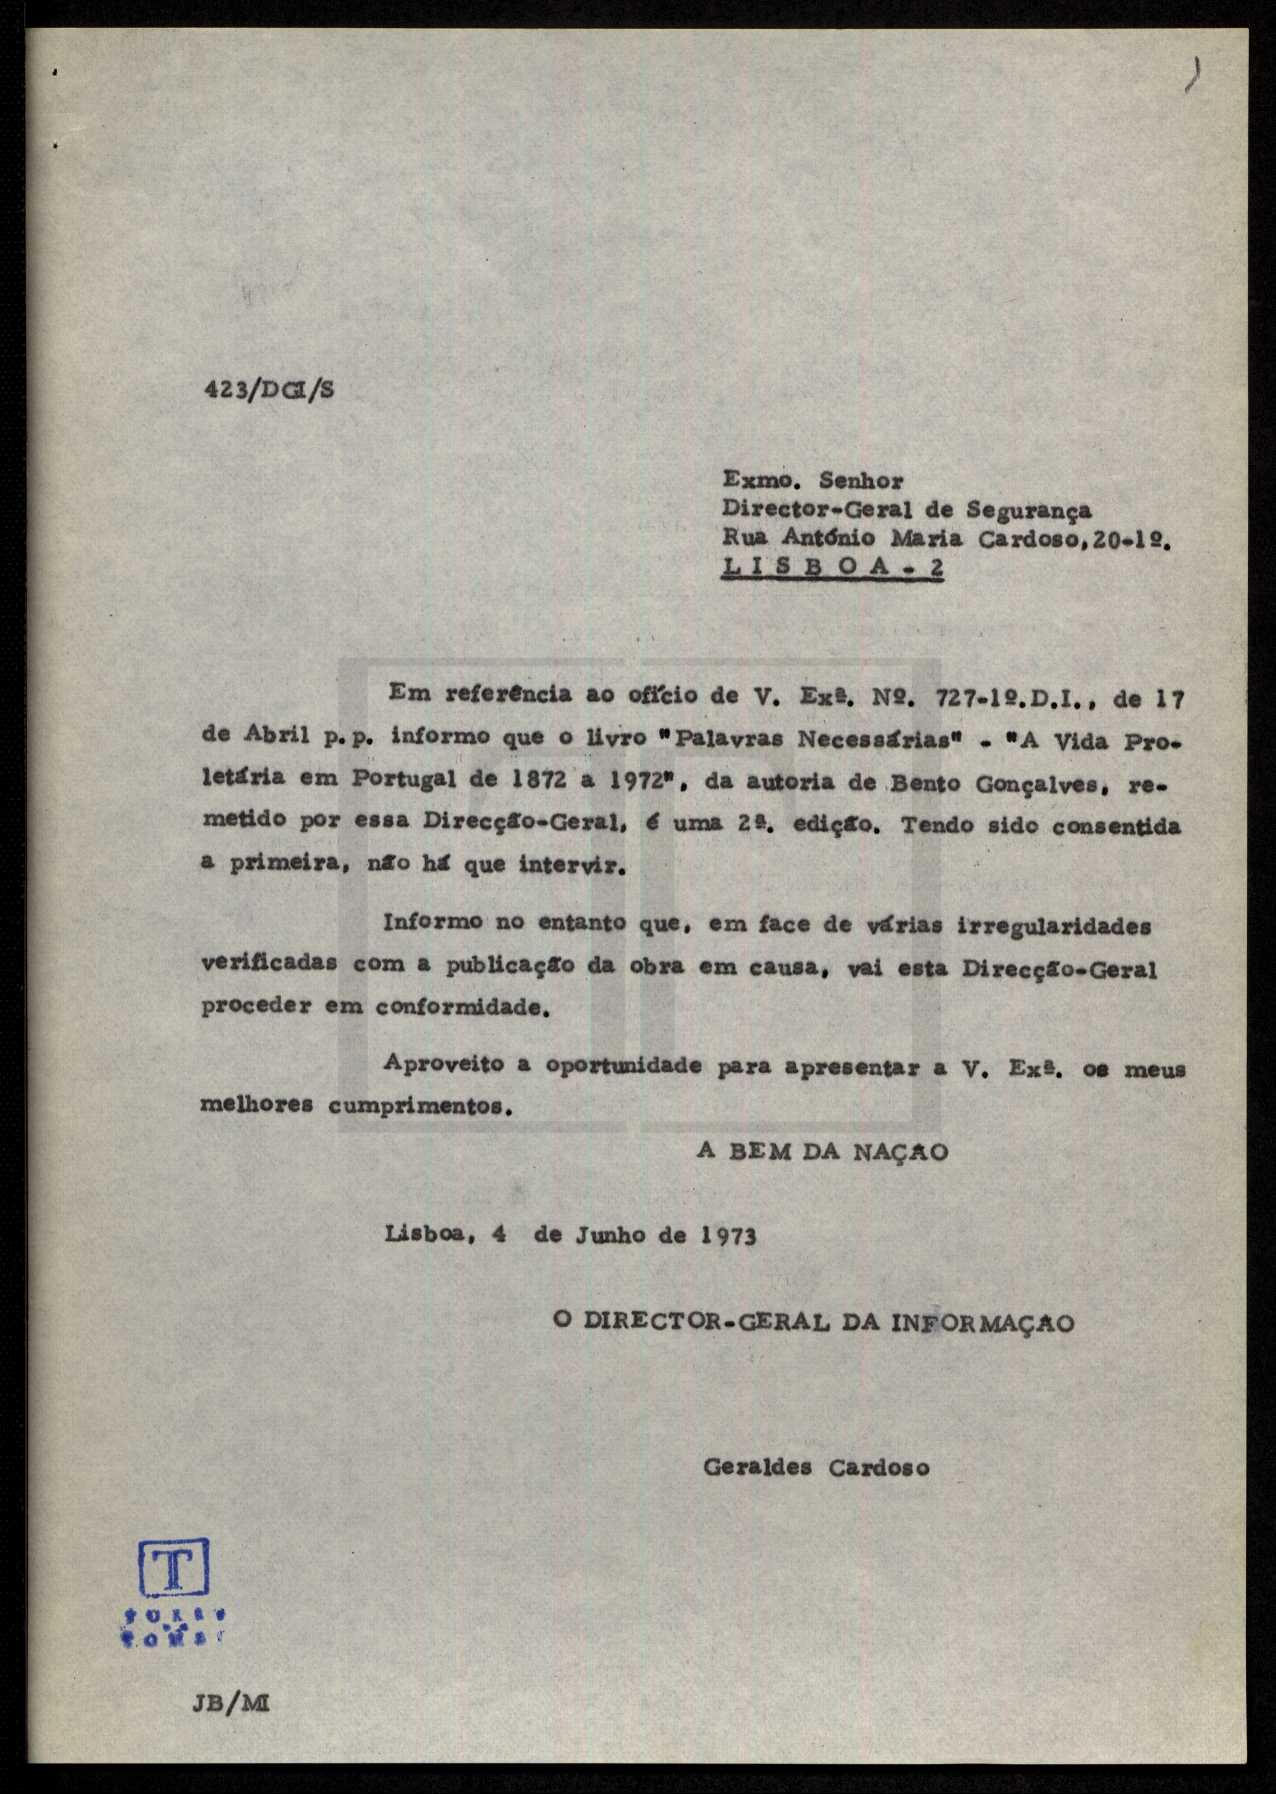 423/DGI/S
Exmo. Senhor
Director-Geral de Segurança
Rua António Maria Cardoso,20-1º.
L I S B O A - 2
Em referência ao ofício de V. Exª. Nº. 727-1º.D.I., de 17
de Abril p.p. informo que o livro "Palavras Necessárias" - "A Vida Pro-
letária em Portugal de 1872 a 1972", da autoria de Bento Gonçalves, re-
metido por essa Direcção-Geral, é uma 2ª. edição. Tendo sido consentida
a primeira, não há que intervir.
Informo no entanto que, em face de várias irregularidades
verificadas com a publicação da obra em causa, vai esta Direcção-Geral
proceder em conformidade.
Aproveito a oportunidade para apresentar a V. Exª. os meus
melhores cumprimentos.
A BEM DA NAÇAO
Lisboa, 4 de Junho de 1973
O DIRECTOR-GERAL DA INFORMAÇAO
Geraldes Cardoso
T
JB/MI